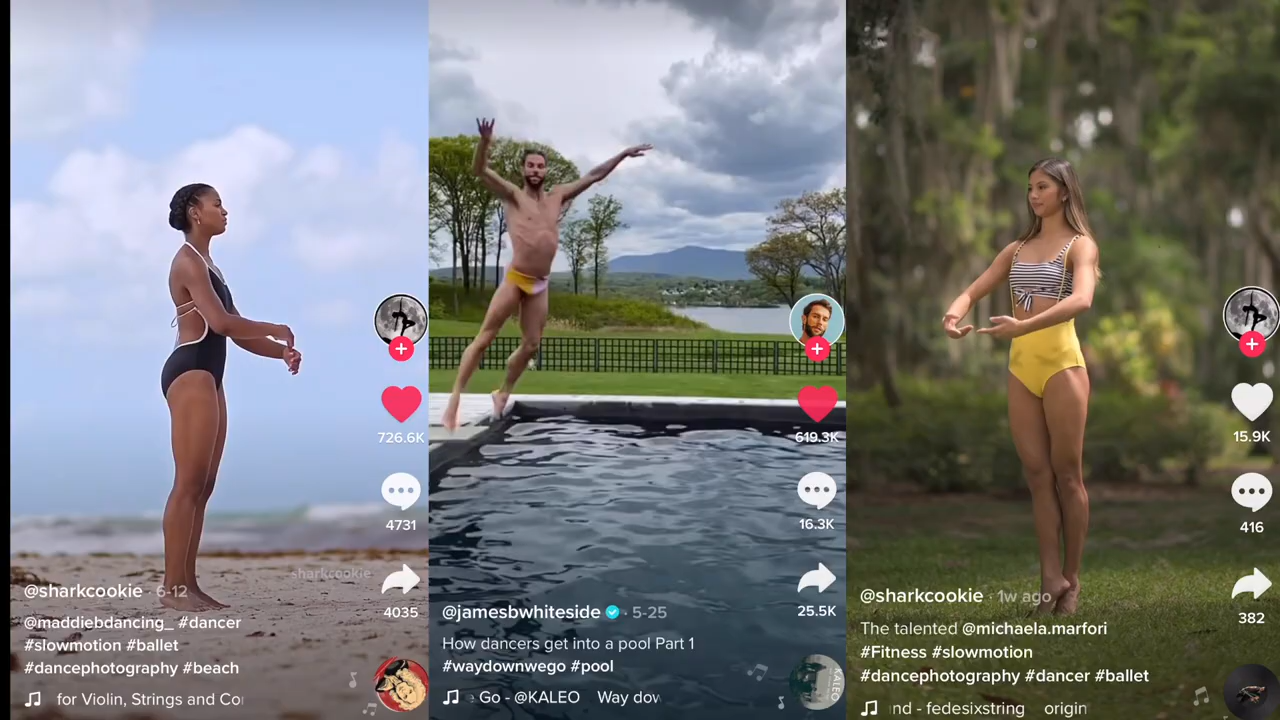 726.6K
4731
sharkcookie
4035
@sharkcookie · 6-12
@maddiebdancing_ #dancer
#slowmotion #ballet
#dancephotography #beach
for Violin, Strings and Co
619.3K
16.3K
25.5K
@jamesbwhiteside · 5-25
How dancers get into a pool Part 1
#waydownwego #pool
Go - @KALEO Way dow
KALEO
15.9K
416
382
@sharkcookie · 1w ago
The talented @michaela.marfori
#Fitness #slowmotion
#dancephotography #dancer #ballet
nd - fedesixstring origin